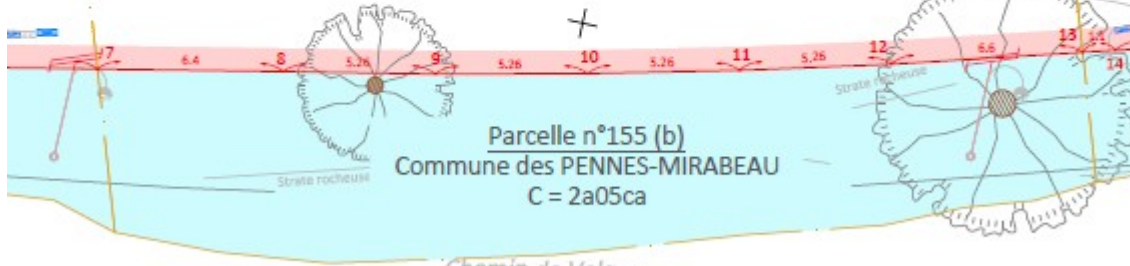 7 6.4 8 5.26 9 5.26 10 5.26 11 5.26 12 6.6 13
14
Strate rocheuse
Parcelle n°155 (b)
Commune des PENNES-MIRABEAU
Strate rocheuse
C = 2a05ca